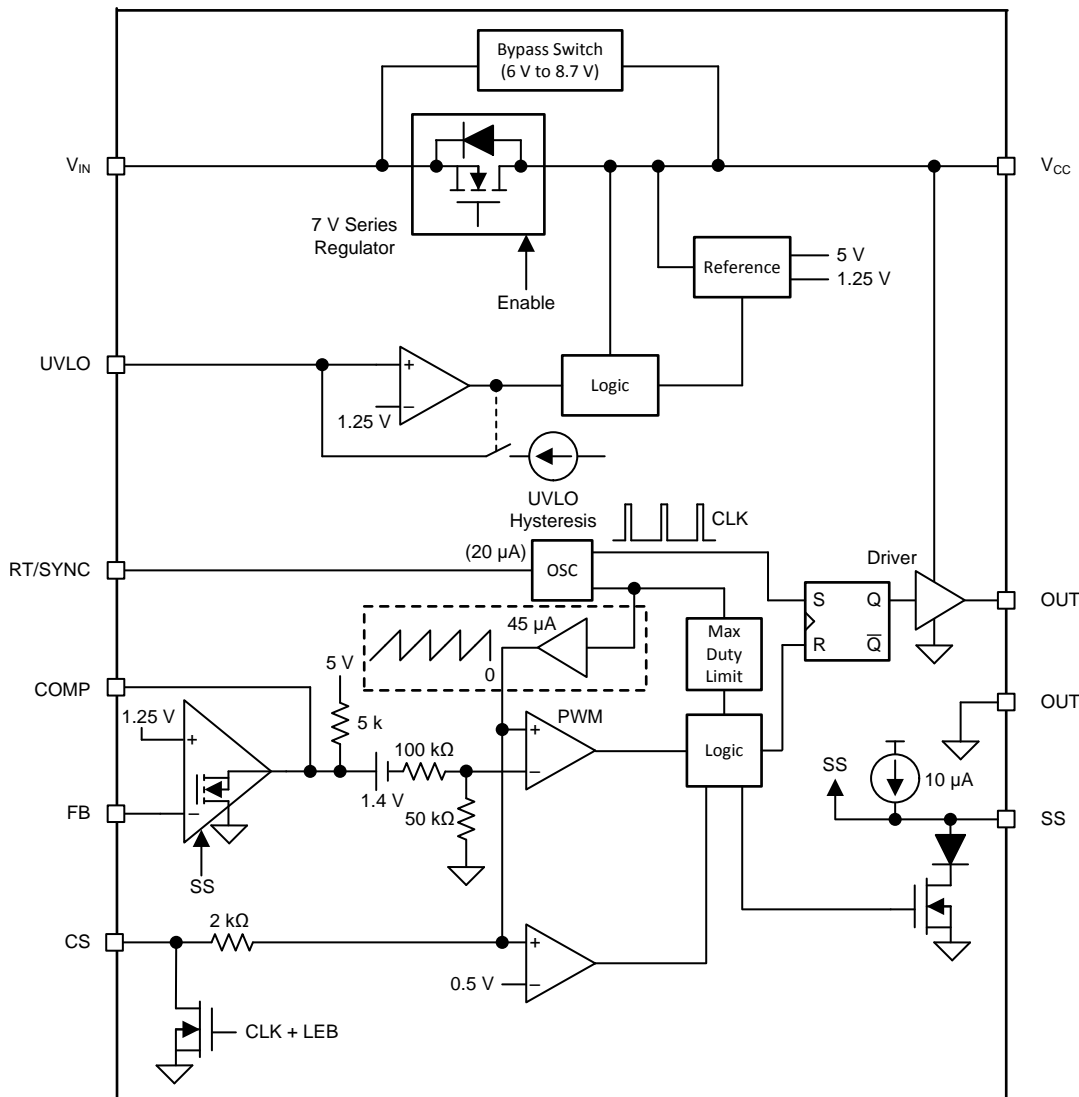 Bypass Switch
(6 V to 8.7 V)
VIN
VCC
7 V Series
Regulator
Enable
Reference
5 V
1.25 V
UVLO
+
−
1.25 V
Logic
UVLO
Hysteresis
CLK
(20 µA)
RT/SYNC
OSC
Driver
S
Q
R
Q̅
OUT
45 µA
0
Max
Duty
Limit
COMP
5 V
5 k
1.25 V
+
−
100 kΩ
1.4 V
50 kΩ
+
−
PWM
Logic
OUT
SS
10 µA
FB
SS
SS
CS
2 kΩ
+
−
0.5 V
CLK + LEB